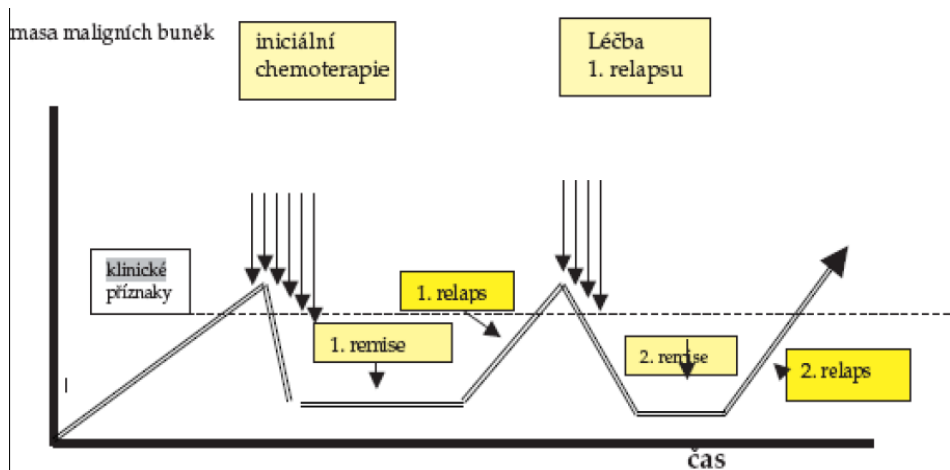 masa maligních buněk
iniciální
chemoterapie
Léčba
1. relapsu
klinické
příznaky
1. relaps
1. remise
2. remise
2. relaps
čas